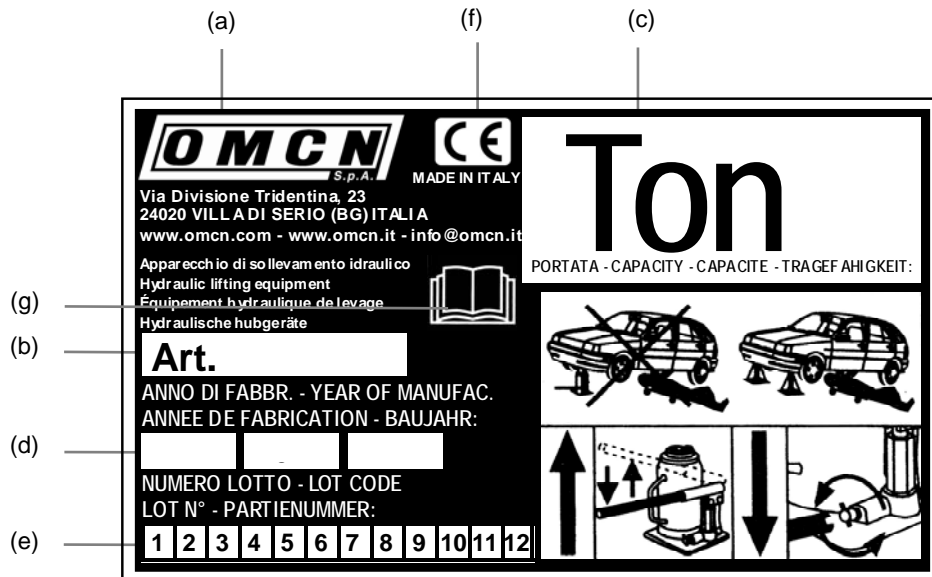 (a)
(f)
(c)
OMCN
S.p.A.
CE
MADE IN ITALY
Via Divisione Tridentina, 23
24020 VILLA DI SERIO (BG) ITALIA
www.omcn.com - www.omcn.it - info@omcn.it
Ton
PORTATA - CAPACITY - CAPACITE - TRAGEFAHIGKEIT:
Apparecchio di sollevamento idraulico
Hydraulic lifting equipment
Équipement hydraulique de levage
Hydraulische hubgeräte
(g)
(b)
Art.
ANNO DI FABBR. - YEAR OF MANUFAC.
ANNEE DE FABRICATION - BAUJAHR:
(d)
-
NUMERO LOTTO - LOT CODE
LOT N° - PARTIENUMMER:
(e)
1 2 3 4 5 6 7 8 9 10 11 12